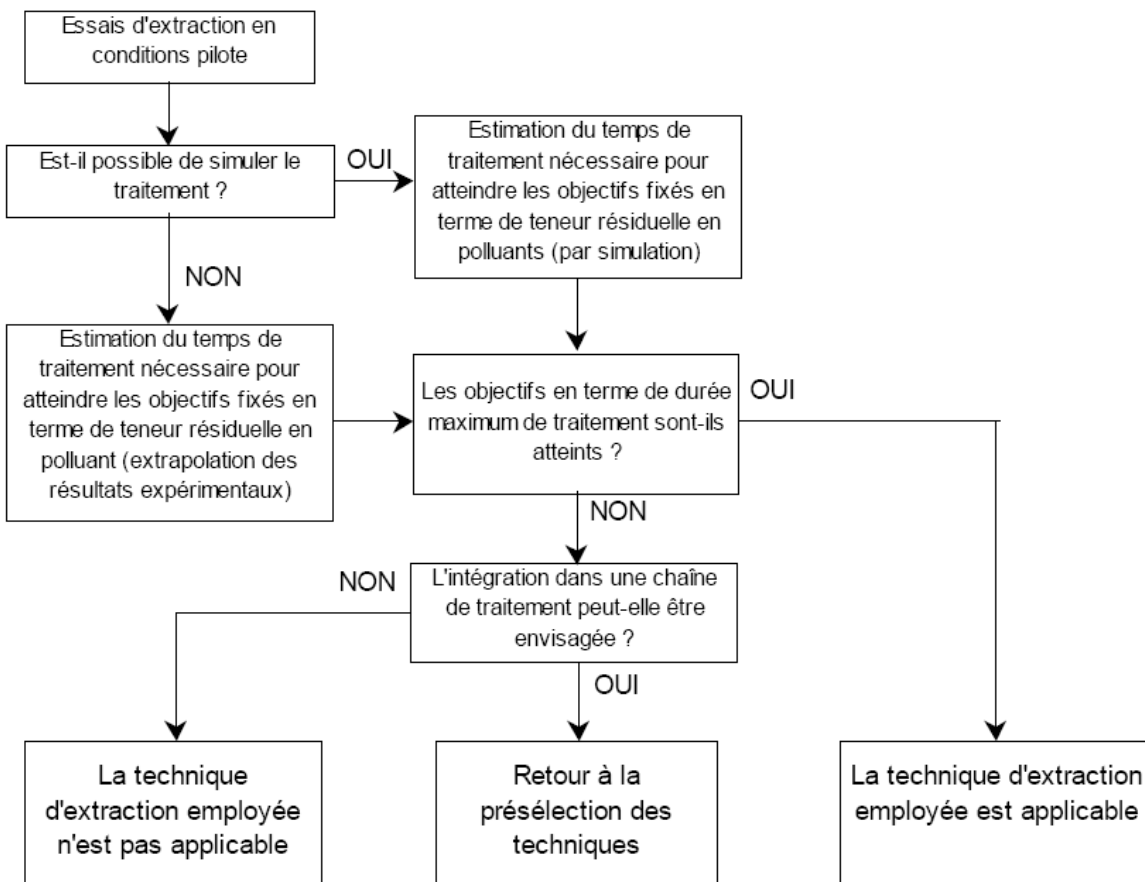 Essais d'extraction en
conditions pilote
Est-il possible de simuler le
traitement ?
OUI
Estimation du temps de
traitement nécessaire pour
atteindre les objectifs fixés en
terme de teneur résiduelle en
polluants (par simulation)
NON
Estimation du temps de
traitement nécessaire pour
atteindre les objectifs fixés en
terme de teneur résiduelle en
polluant (extrapolation des
résultats expérimentaux)
Les objectifs en terme de durée
maximum de traitement sont-ils
atteints ?
OUI
NON
L'intégration dans une chaîne
de traitement peut-elle être
envisagée ?
NON
OUI
La technique
d'extraction employée
n'est pas applicable
Retour à la
présélection des
techniques
La technique d'extraction
employée est applicable